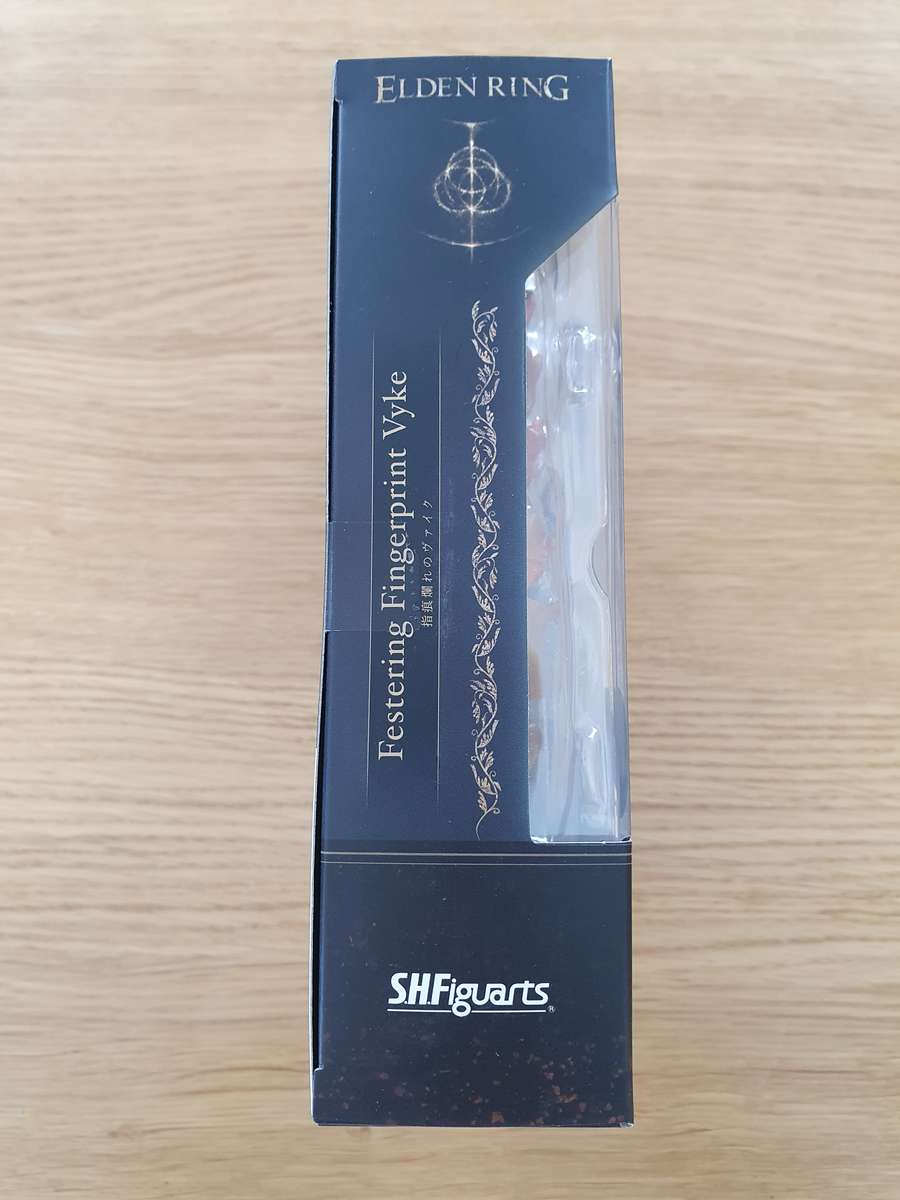 ELDEN RING
Festering Fingerprint Vyke
指痕爛れのヴァイク
S.H.Figuarts®